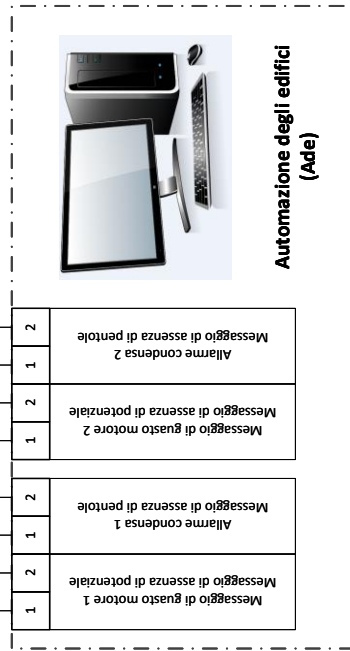 1 2 1 2 1 2 1 2
Messaggio di guasto motore 1
Messaggio di assenza di potenziale
Allarme condensa 1
Messaggio di assenza di pentole
Messaggio di guasto motore 2
Messaggio di assenza di potenziale
Allarme condensa 2
Messaggio di assenza di pentole
Automazione degli edifici
(Ade)